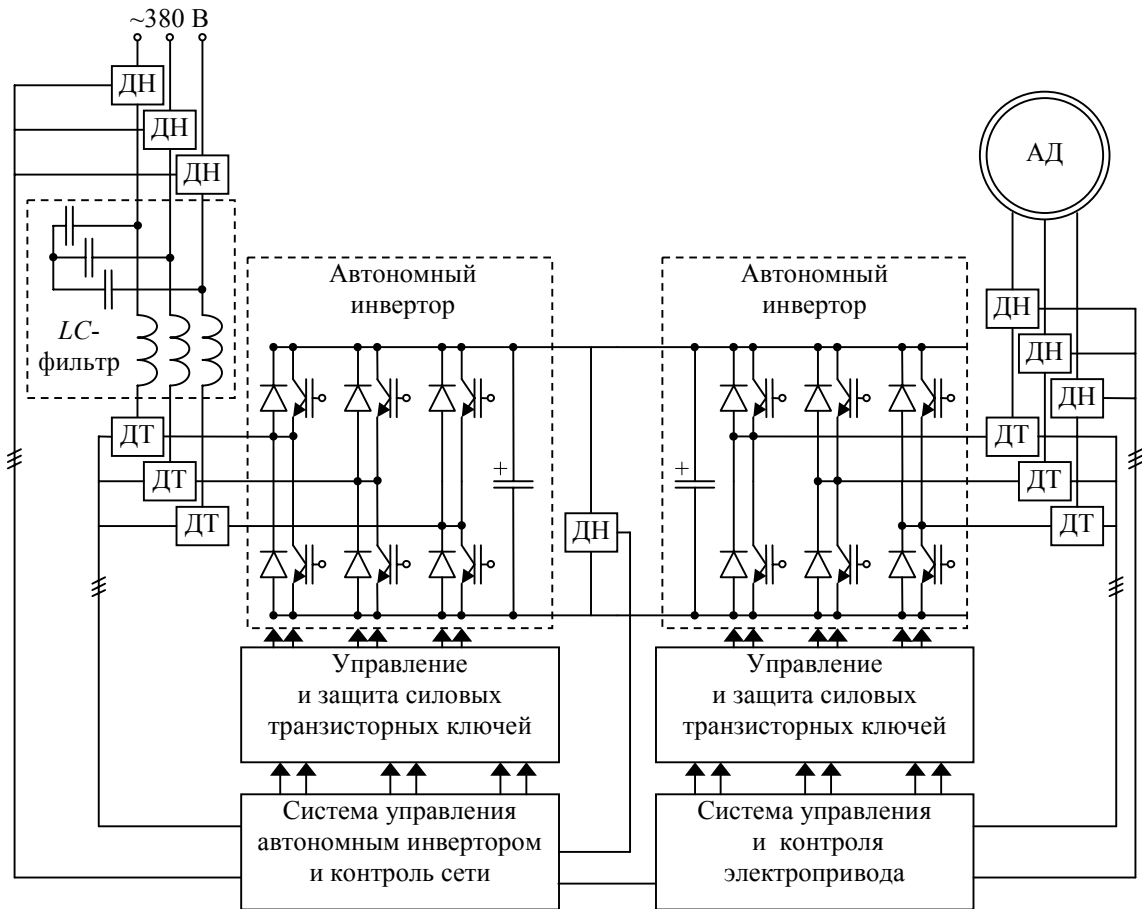 ~380 В
ДН
ДН
ДН
АД
Автономный
инвертор
Автономный
инвертор
LC-
фильтр
ДН
ДН
ДН
ДТ
ДТ
ДТ
+
+
ДН
ДТ
ДТ
ДТ
Управление
и защита силовых
транзисторных ключей
Управление
и защита силовых
транзисторных ключей
Система управления
автономным инвертором
и контроль сети
Система управления
и контроля
электропривода